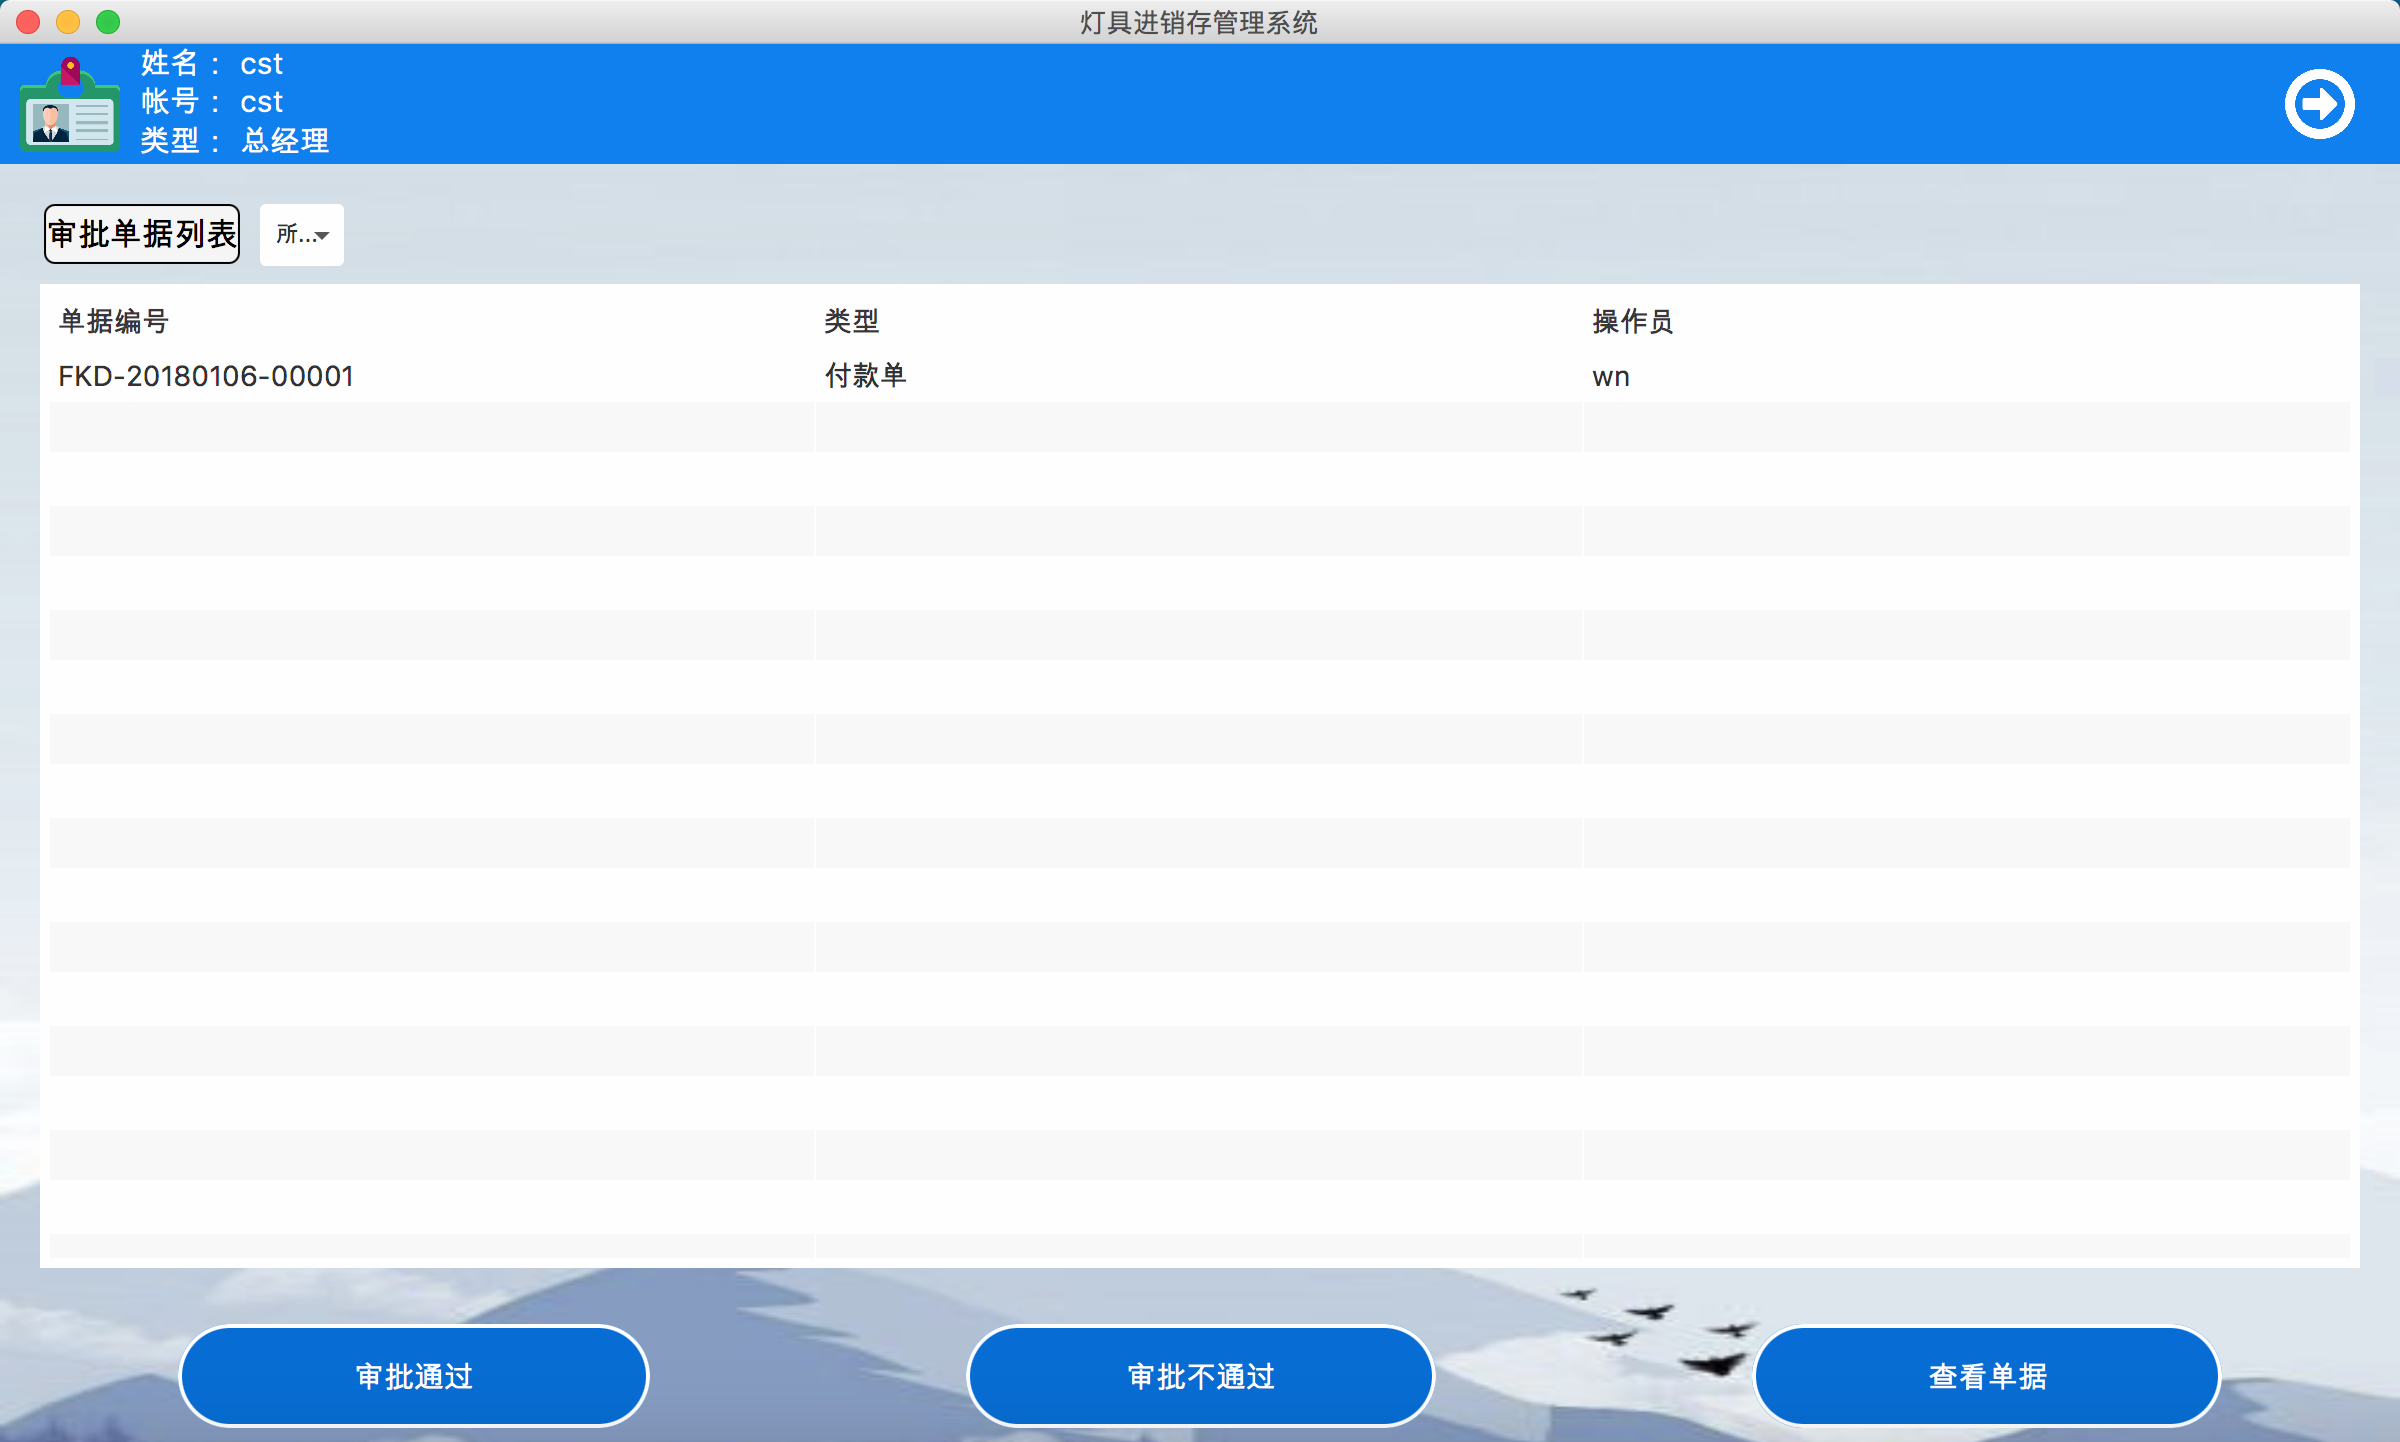 灯具进销存管理系统
姓名： cst
帐号： cst
类型： 总经理
审批单据列表 所...
单据编号 类型 操作员
FKD-20180106-00001 付款单 wn
审批通过 审批不通过 查看单据